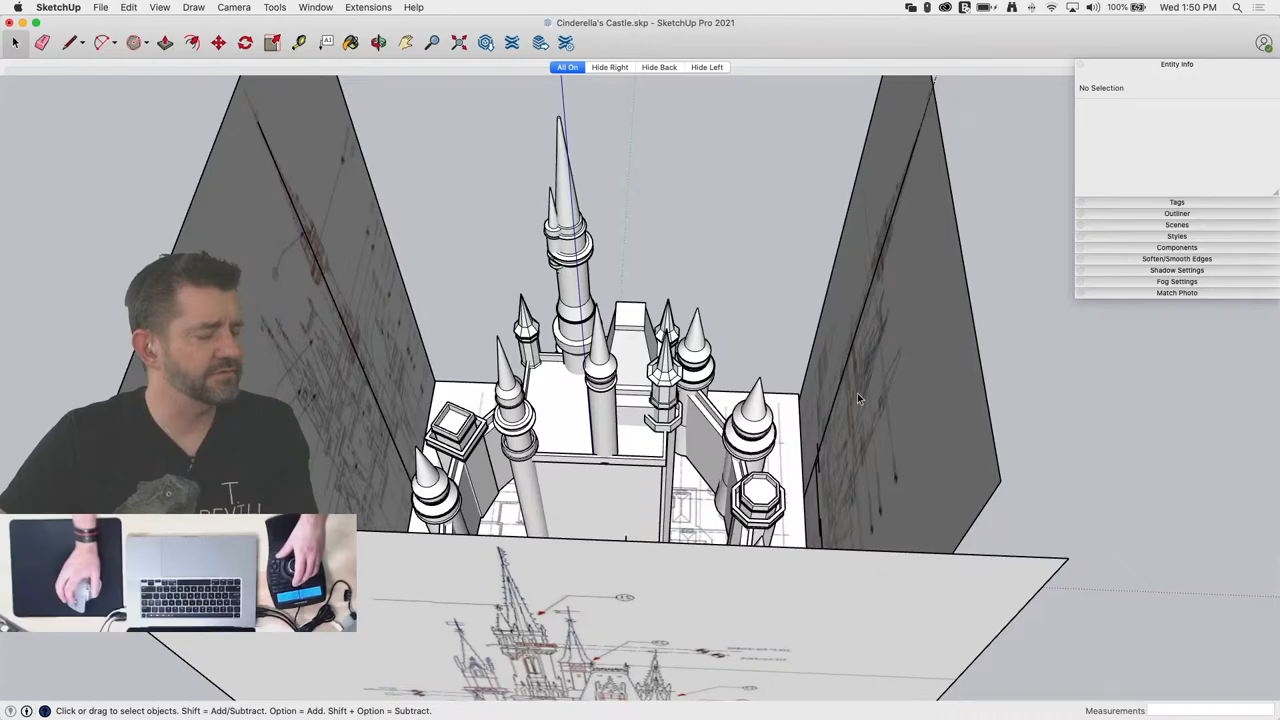 SketchUp File Edit View Draw Camera Tools Window Extensions Help 100% Wed 1:50 PM
Cinderella's Castle.skp - SketchUp Pro 2021
All On Hide Right Hide Back Hide Left
Entity Info
No Selection
Tags
Outliner
Scenes
Styles
Components
Soften/Smooth Edges
Shadow Settings
Fog Settings
Match Photo
Click or drag to select objects. Shift = Add/Subtract. Option = Add. Shift + Option = Subtract.
Measurements